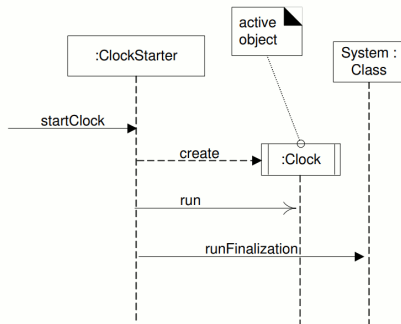 active
object
:ClockStarter
System :
Class
startClock
create
:Clock
run
runFinalization